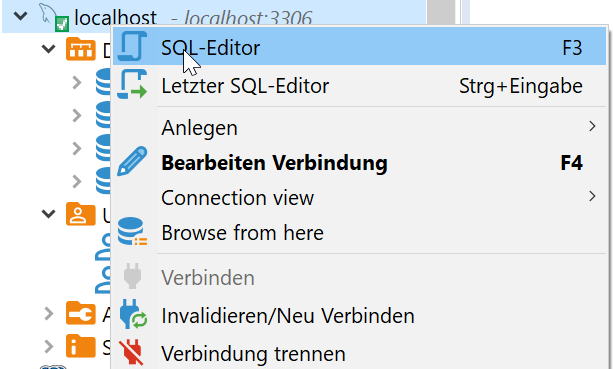 localhost - localhost:3306
D
SQL-Editor F3
Letzter SQL-Editor Strg+Eingabe
Anlegen
Bearbeiten Verbindung F4
Connection view
U
Browse from here
Verbinden
A
Invalidieren/Neu Verbinden
S
Verbindung trennen